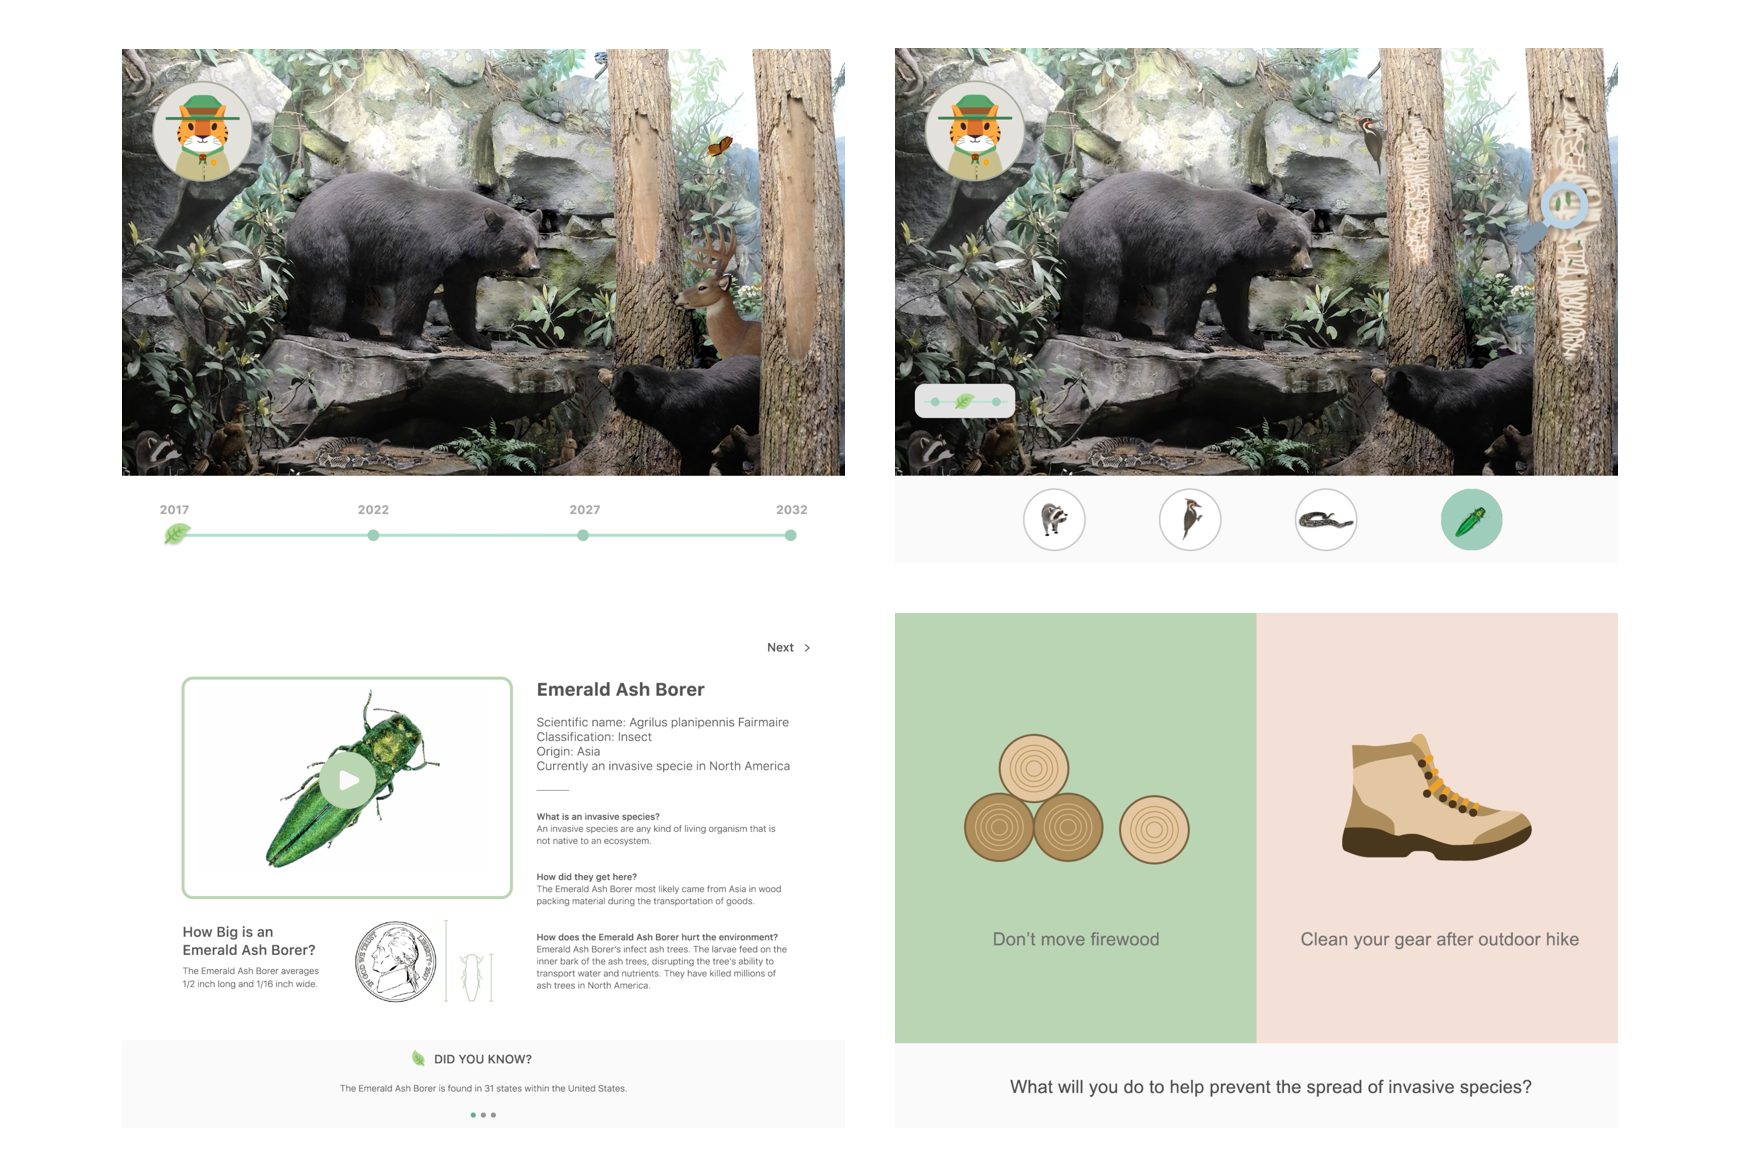 2017
2022
2027
2032
Next
Emerald Ash Borer
Scientific name: Agrilus planipennis Fairmaire
Classification: Insect
Origin: Asia
Currently an invasive specie in North America
What is an invasive species?
An invasive species are any kind of living organism that is
not native to an ecosystem.
How did they get here?
The Emerald Ash Borer most likely came from Asia in wood
packing material during the transportation of goods.
How does the Emerald Ash Borer hurt the environment?
Emerald Ash Borer's infect ash trees. The larvae feed on the
inner bark of the ash trees, disrupting the tree's ability to
transport water and nutrients. They have killed millions of
ash trees in North America.
How Big is an
Emerald Ash Borer?
The Emerald Ash Borer averages
1/2 inch long and 1/16 inch wide.
IN GOD WE TRUST
LIBERTY
DID YOU KNOW?
The Emerald Ash Borer is found in 31 states within the United States.
Don't move firewood
Clean your gear after outdoor hike
What will you do to help prevent the spread of invasive species?